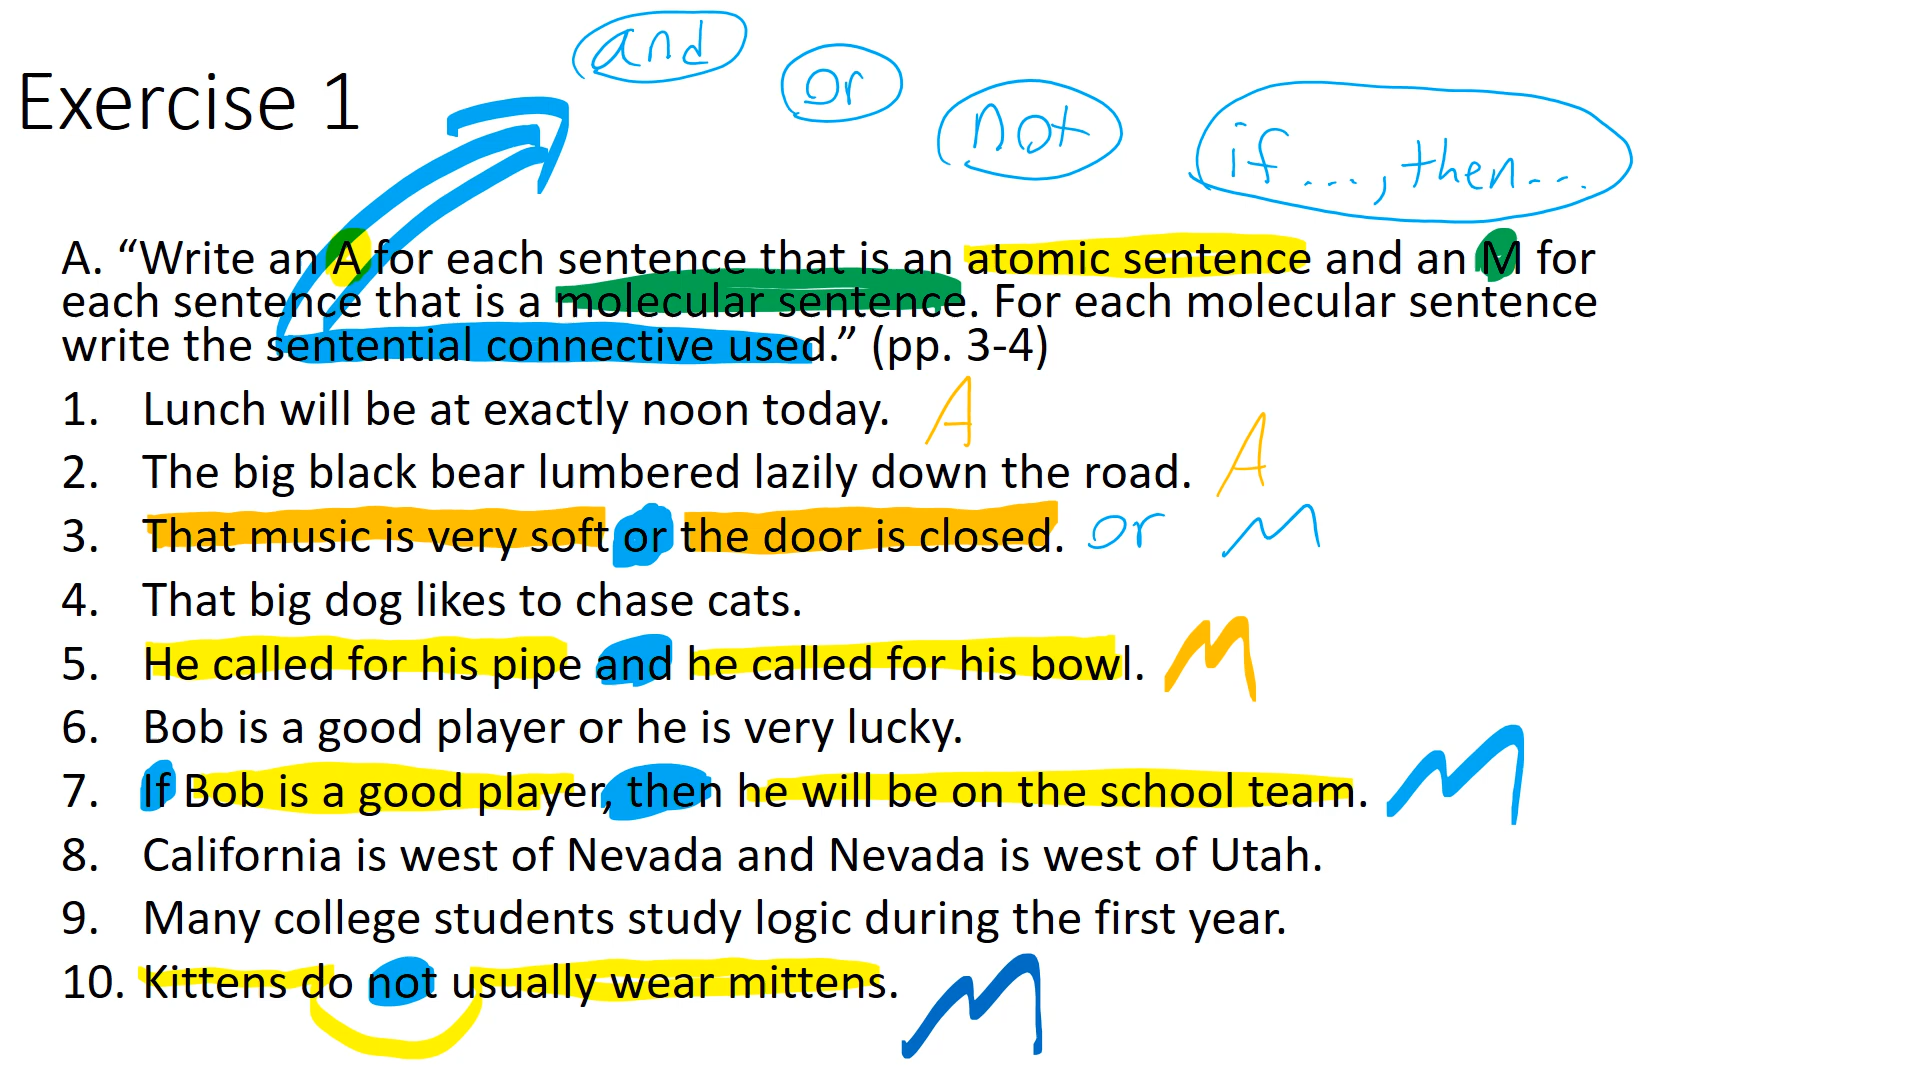 and
or
not
if ..., then ...
Exercise 1
A. “Write an A for each sentence that is an atomic sentence and an M for
each sentence that is a molecular sentence. For each molecular sentence
write the sentential connective used.” (pp. 3-4)
1. Lunch will be at exactly noon today. A
2. The big black bear lumbered lazily down the road. A
3. That music is very soft or the door is closed. or M
4. That big dog likes to chase cats.
5. He called for his pipe and he called for his bowl. M
6. Bob is a good player or he is very lucky.
7. If Bob is a good player, then he will be on the school team. M
8. California is west of Nevada and Nevada is west of Utah.
9. Many college students study logic during the first year.
10. Kittens do not usually wear mittens. M